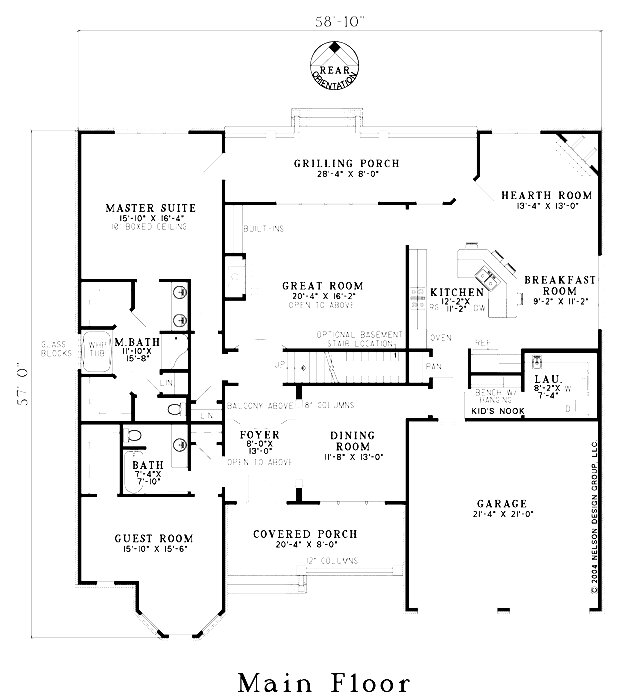 58'-10"
REAR
ORIENTATION
GRILLING PORCH
28'-4" X 8'-0"
HEARTH ROOM
13'-4" X 13'-0"
MASTER SUITE
15'-10" X 16'-4"
10' BOXED CEILING
BUILT-INS
GREAT ROOM
20'-4" X 16'-2"
OPEN TO ABOVE
KITCHEN
12'-2"X
11'-2"
RG
DW
BREAKFAST
ROOM
9'-2" X 11'-2"
OPTIONAL BASEMENT
STAIR LOCATION
OVEN
REF.
GLASS
BLOCKS
WHP
TUB
M.BATH
11'-10"X
15'-8"
LIN
UP
PAN
LAU.
8'-2"X
7'-4"
W
D
BENCH W/
HANGING
KID'S NOOK
LIN
BALCONY ABOVE
8" COLUMNS
57'-0"
FOYER
8'-0"X
13'-0"
OPEN TO ABOVE
DINING
ROOM
11'-8" X 13'-0"
BATH
7'-4"X
7'-10"
GARAGE
21'-4" X 21'-0"
GUEST ROOM
15'-10" X 15'-6"
COVERED PORCH
20'-4" X 8'-0"
12" COLUMNS
© 2004 NELSON DESIGN GROUP, LLC.
Main Floor